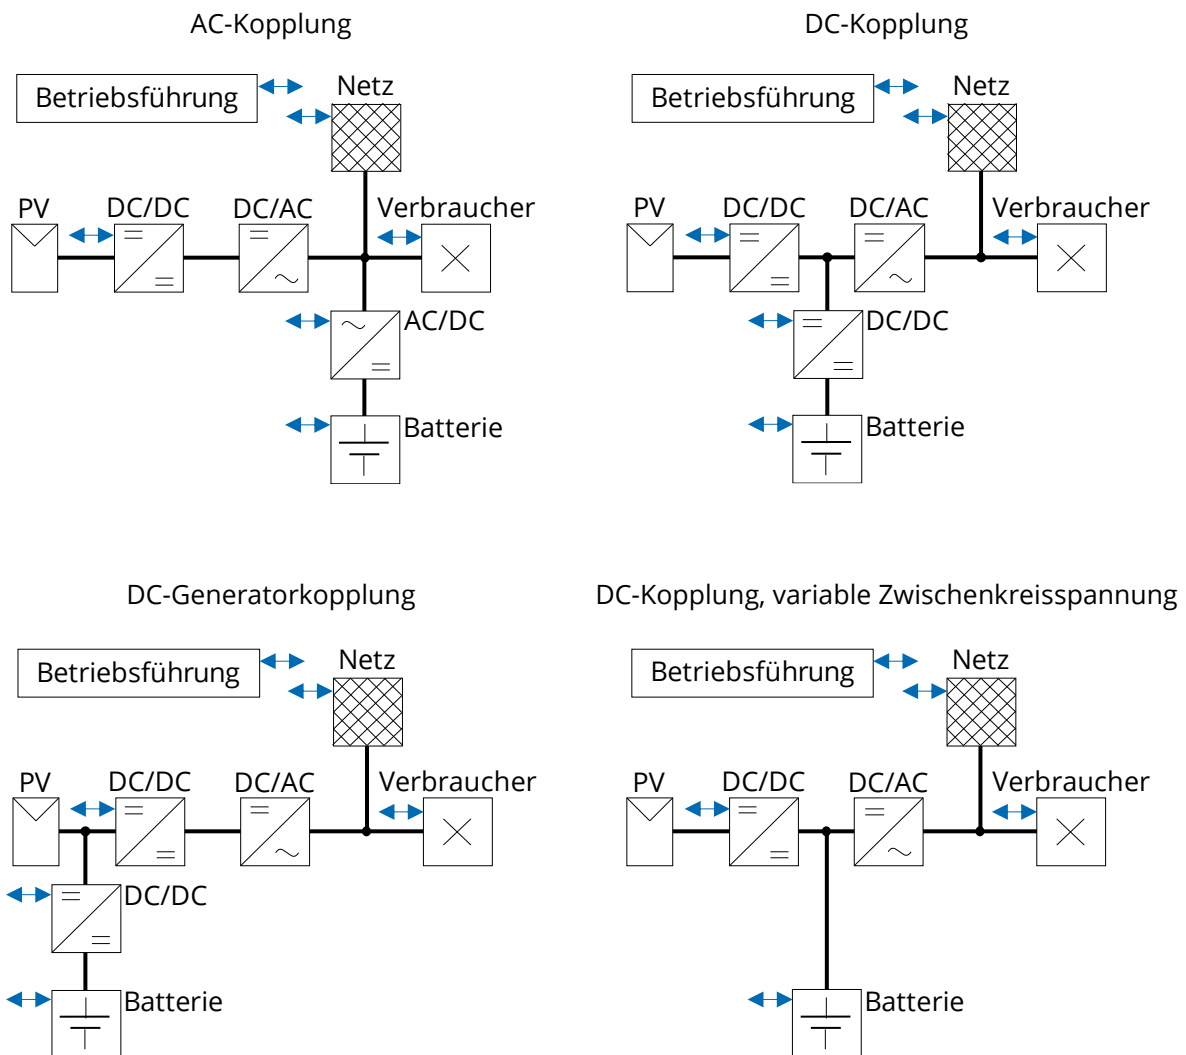 AC-Kopplung
Betriebsführung
Netz
PV
DC/DC
DC/AC
Verbraucher
AC/DC
Batterie
DC-Kopplung
Betriebsführung
Netz
PV
DC/DC
DC/AC
Verbraucher
DC/DC
Batterie
DC-Generatorkopplung
Betriebsführung
Netz
PV
DC/DC
DC/AC
Verbraucher
DC/DC
Batterie
DC-Kopplung, variable Zwischenkreisspannung
Betriebsführung
Netz
PV
DC/DC
DC/AC
Verbraucher
Batterie